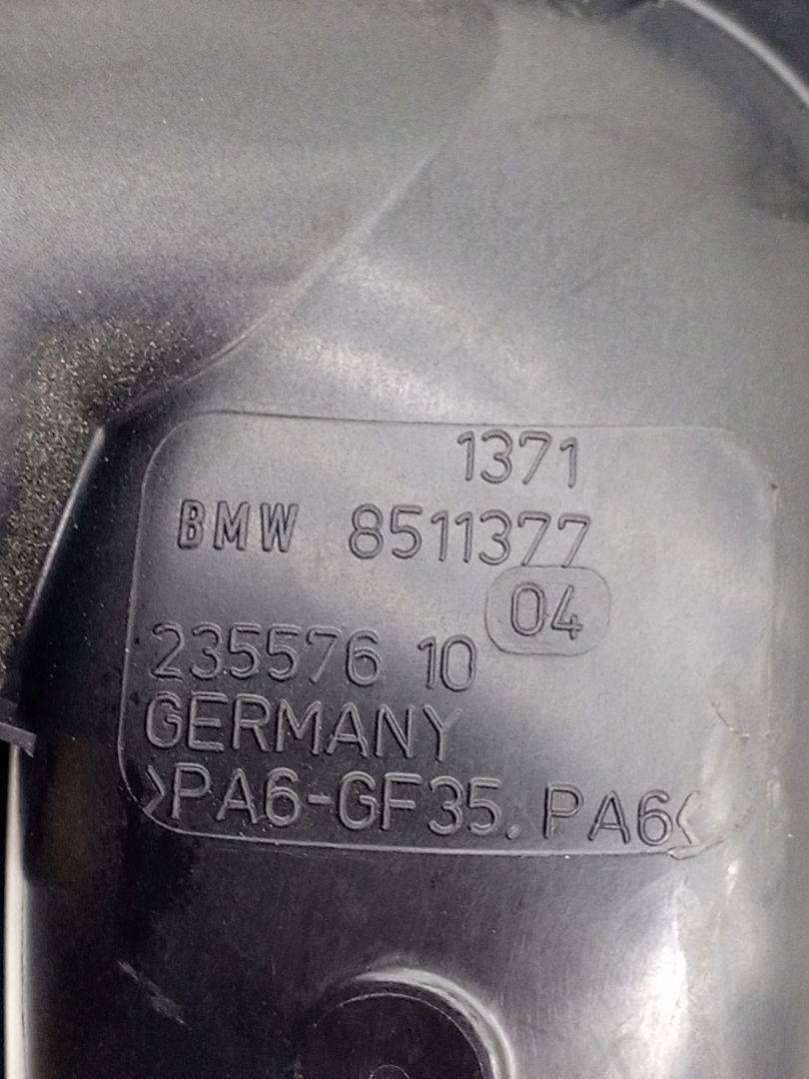 1371
BMW 8511377
04
235576 10
GERMANY
>PA6-GF35. PA6<